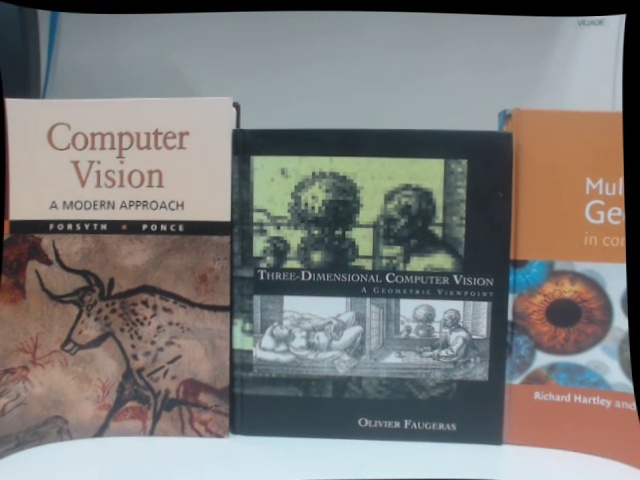 VILJADE
Computer
Vision
A MODERN APPROACH
FORSYTH ▪ PONCE
THREE-DIMENSIONAL COMPUTER VISION
A GEOMETRIC VIEWPOINT
OLIVIER FAUGERAS
Mul
Ge
in co
Richard Hartley and